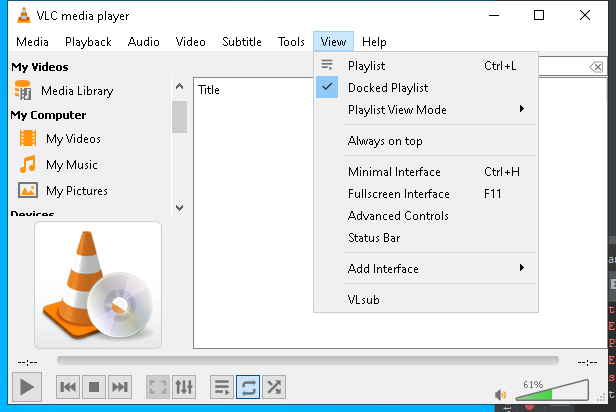 VLC media player
Media Playback Audio Video Subtitle Tools View Help
My Videos
Media Library
My Computer
My Videos
My Music
My Pictures
Devices
Title
Playlist Ctrl+L
Docked Playlist
Playlist View Mode
Always on top
Minimal Interface Ctrl+H
Fullscreen Interface F11
Advanced Controls
Status Bar
Add Interface
VLsub
--:-- --:--
61%